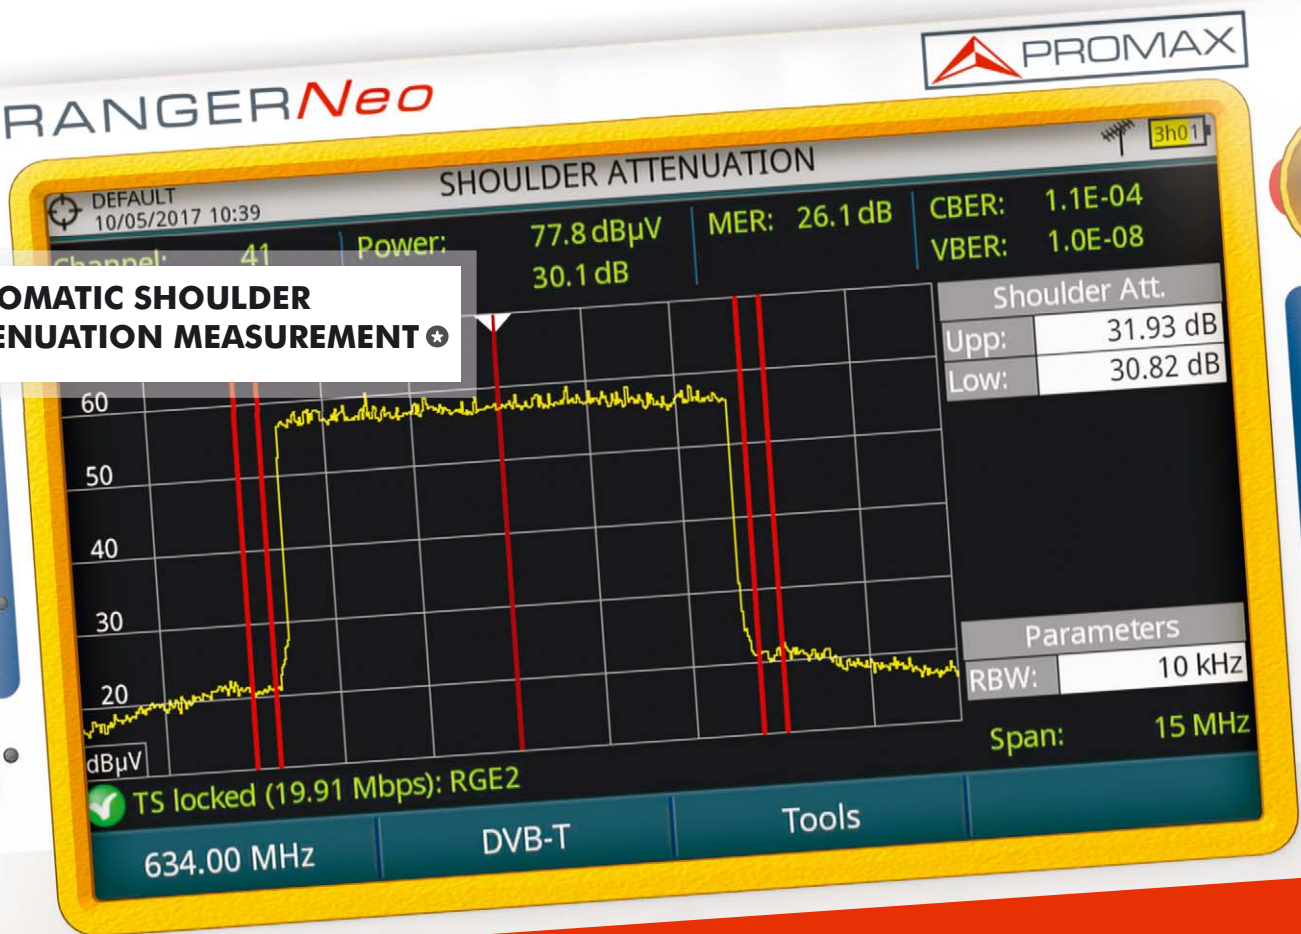 RANGERNeo
PROMAX
DEFAULT
10/05/2017 10:39
SHOULDER ATTENUATION
3h01
Channel: 41
Power: 77.8 dBµV
30.1 dB
MER: 26.1 dB
CBER: 1.1E-04
VBER: 1.0E-08
OMATIC SHOULDER
ENUATION MEASUREMENT
Shoulder Att.
Upp: 31.93 dB
Low: 30.82 dB
60
50
40
30
20
dBµV
Parameters
RBW: 10 kHz
Span: 15 MHz
TS locked (19.91 Mbps): RGE2
634.00 MHz
DVB-T
Tools